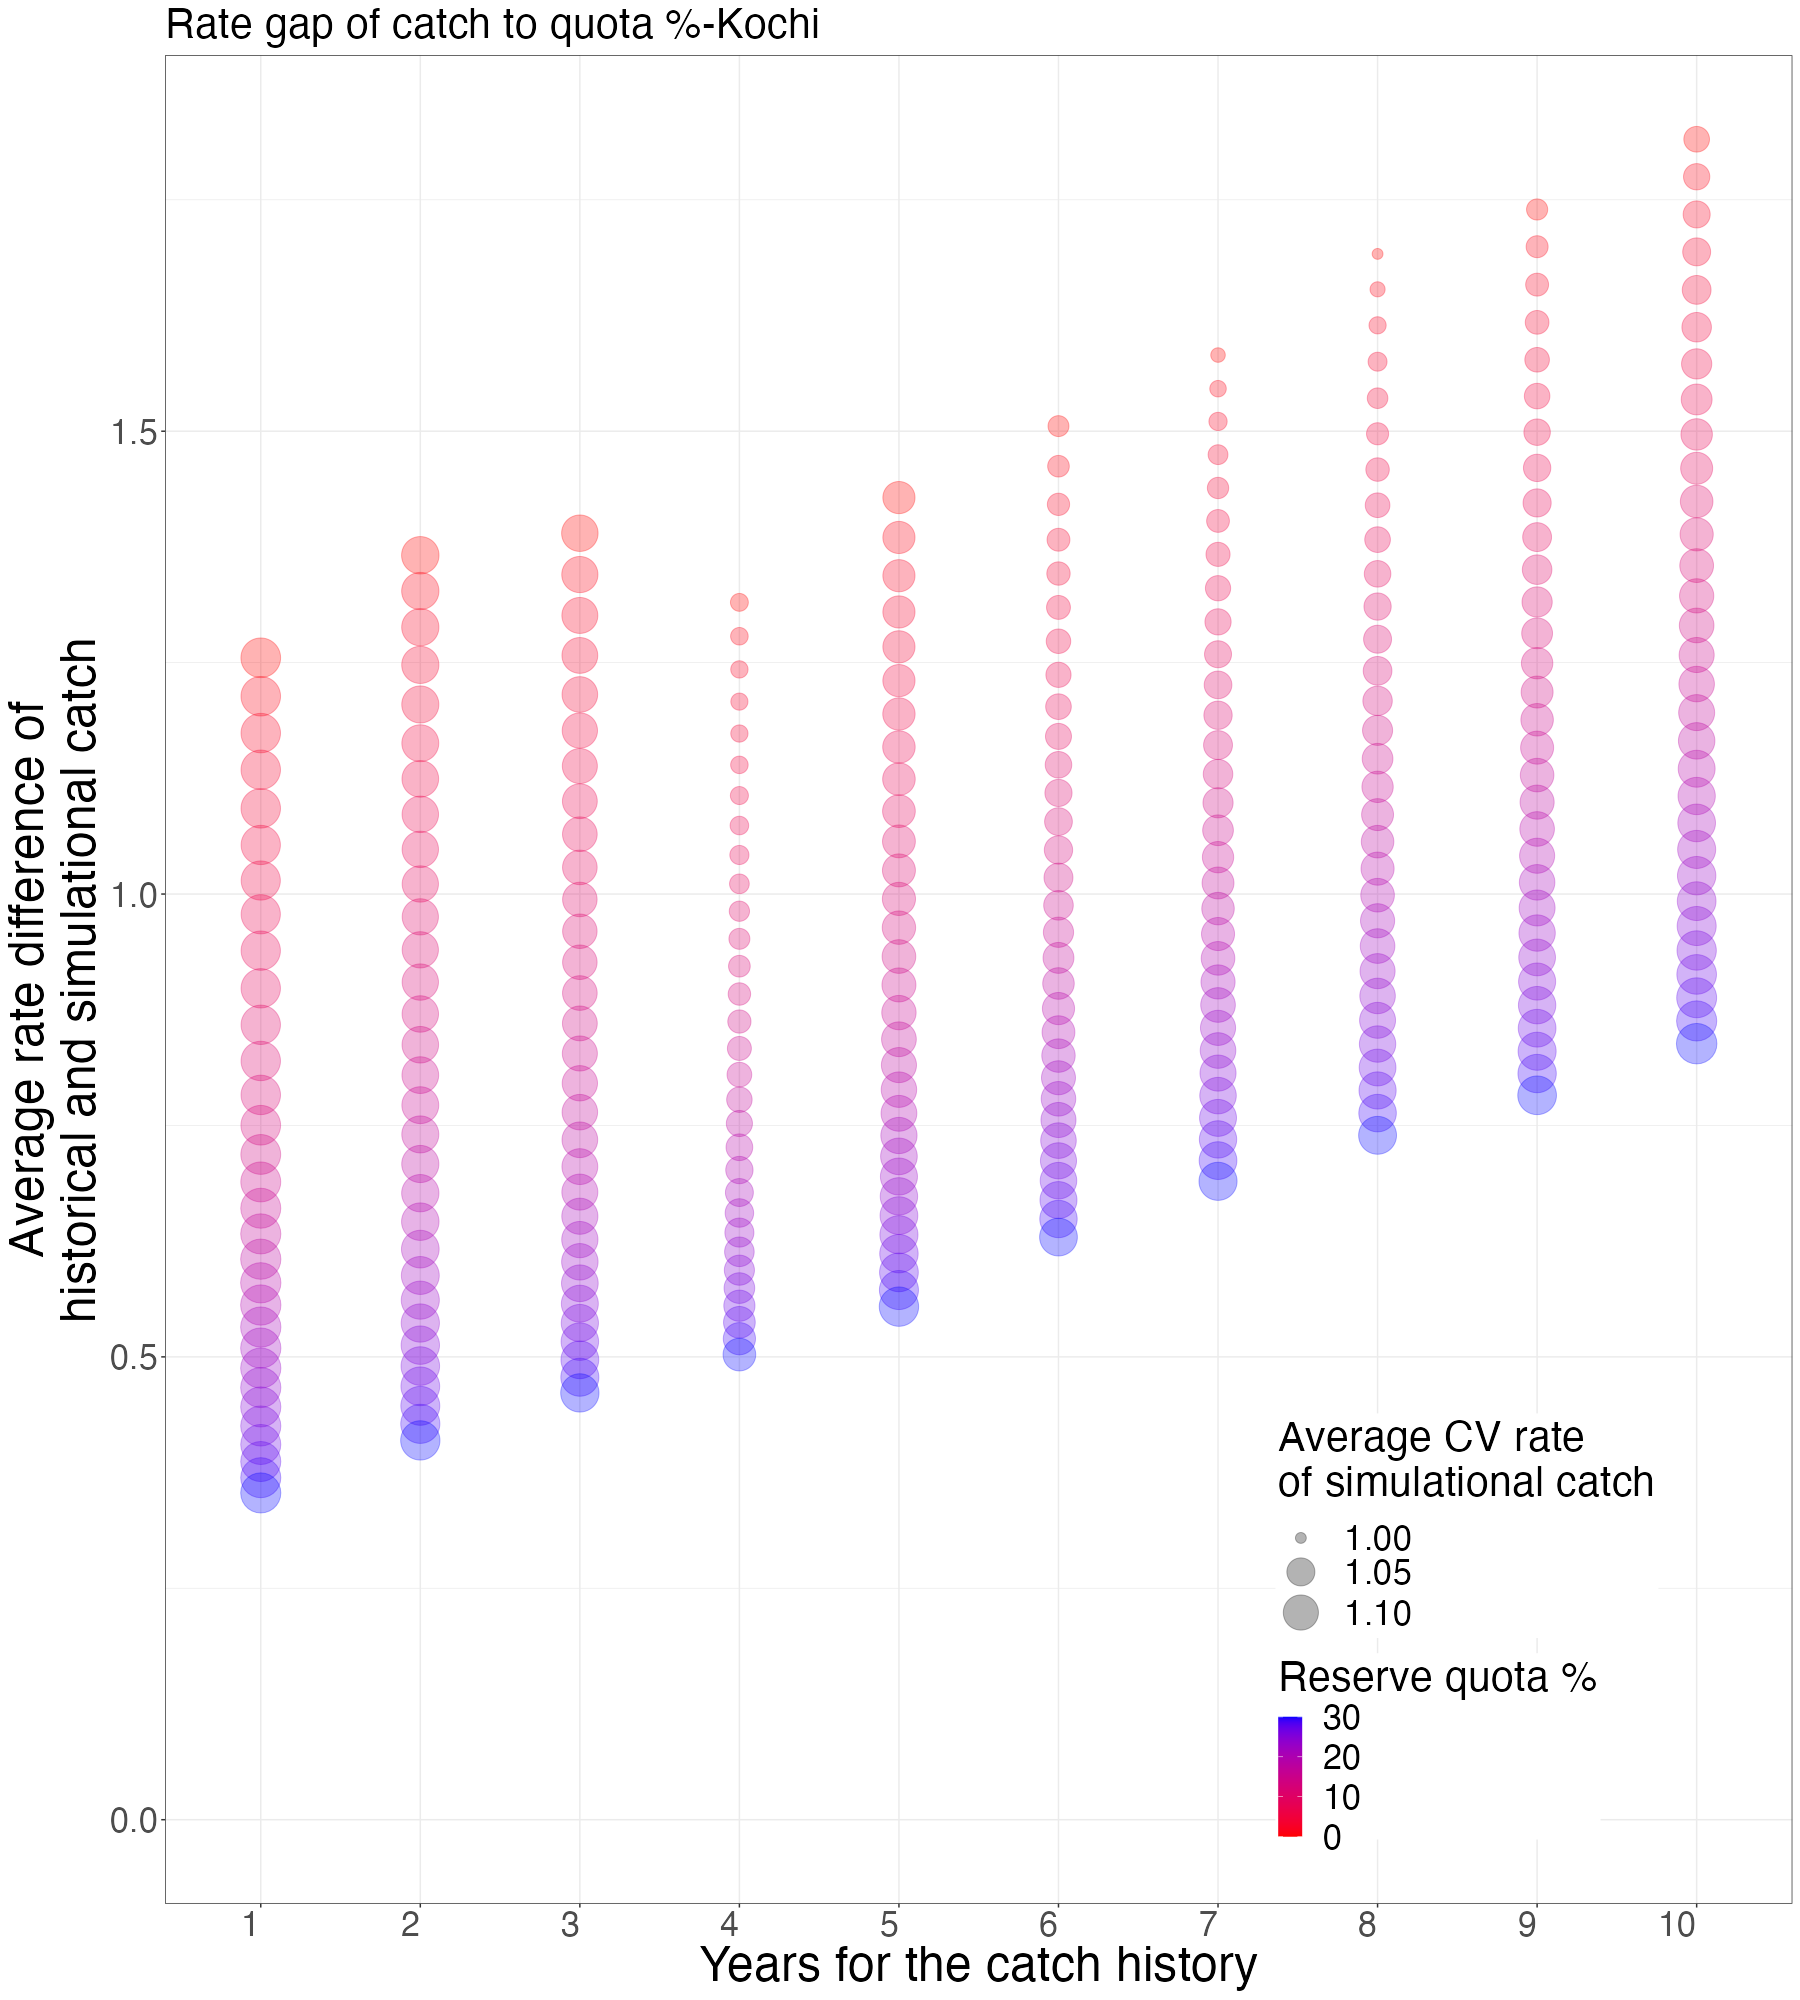 Rate gap of catch to quota %-Kochi
Average rate difference of
historical and simulational catch
1.5
1.0
0.5
0.0
Average CV rate
of simulational catch
1.00
1.05
1.10
Reserve quota %
30
20
10
0
1 2 3 4 5 6 7 8 9 10
Years for the catch history